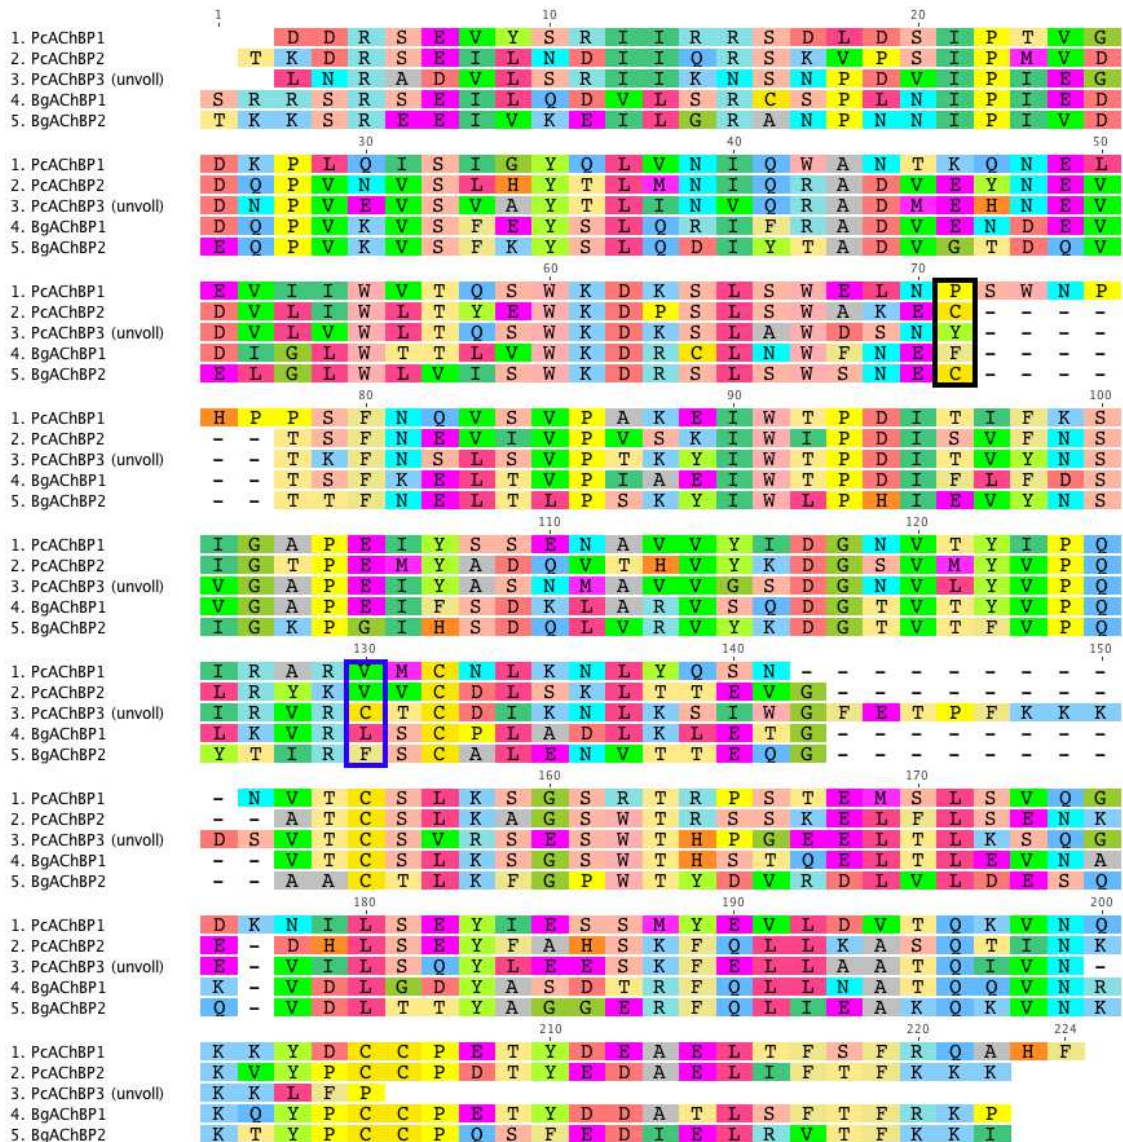 1 10 20
1. PcAChBP1 D D R S E V Y S R I I R R S D L D S I P T V G
2. PcAChBP2 T K D R S E I L N D I I Q R S K V P S I P M V D
3. PcAChBP3 (unvoll) L N R A D V L S R I I K N S N P D V I P I E G
4. BgAChBP1 S R R S R S E I L Q D V L S R C S P L N I P I E D
5. BgAChBP2 T K K S R E E I V K E I L G R A N P N N I P I V D
30 40 50
1. PcAChBP1 D K P L Q I S I G Y Q L V N I Q W A N T K Q N E L
2. PcAChBP2 D Q P V N V S L H Y T L M N I Q R A D V E Y N E V
3. PcAChBP3 (unvoll) D N P V E V S V A Y T L I N V Q R A D M E H N E V
4. BgAChBP1 D Q P V K V S F E Y S L Q R I F R A D V E N D E V
5. BgAChBP2 E Q P V K V S F K Y S L Q D I Y T A D V G T D Q V
60 70
1. PcAChBP1 E V I I W V T Q S W K D K S L S W E L N P S W N P
2. PcAChBP2 D V L I W L T Y E W K D P S L S W A K E C - - - -
3. PcAChBP3 (unvoll) D V L V W L T Q S W K D K S L A W D S N Y - - - -
4. BgAChBP1 D I G L W T T L V W K D R C L N W F N E F - - - -
5. BgAChBP2 E L G L W L V I S W K D R S L S W S N E C - - - -
80 90 100
1. PcAChBP1 H P P S F N Q V S V P A K E I W T P D I T I F K S
2. PcAChBP2 - - T S F N E V I V P V S K I W I P D I S V F N S
3. PcAChBP3 (unvoll) - - T K F N S L S V P T K Y I W T P D I T V Y N S
4. BgAChBP1 - - T S F K E L T V P I A E I W T P D I F L F D S
5. BgAChBP2 - - T T F N E L T L P S K Y I W L P H I E V Y N S
110 120
1. PcAChBP1 I G A P E I Y S S E N A V V Y I D G N V T Y I P Q
2. PcAChBP2 I G T P E M Y A D Q V T H V Y K D G S V M Y V P Q
3. PcAChBP3 (unvoll) V G A P E I Y A S N M A V V G S D G N V L Y V P Q
4. BgAChBP1 V G A P E I F S D K L A R V S Q D G T V T Y V P Q
5. BgAChBP2 I G K P G I H S D Q L V R V Y K D G T V T F V P Q
130 140 150
1. PcAChBP1 I R A R V M C N L K N L Y Q S N - - - - - - - - -
2. PcAChBP2 L R Y K V V C D L S K L T T E V G - - - - - - - -
3. PcAChBP3 (unvoll) I R V R C T C D I K N L K S I W G F E T P F K K K
4. BgAChBP1 L K V R L S C P L A D L K L E T G - - - - - - - -
5. BgAChBP2 Y T I R F S C A L E N V T T E Q G - - - - - - - -
160 170
1. PcAChBP1 - N V T C S L K S G S R T R P S T E M S L S V Q G
2. PcAChBP2 - - A T C S L K A G S W T R S S K E L F L S E N K
3. PcAChBP3 (unvoll) D S V T C S V R S E S W T H P G E E L T L K S Q G
4. BgAChBP1 - - V T C S L K S G S W T H S T Q E L T L E V N A
5. BgAChBP2 - - A A C T L K F G P W T Y D V R D L V L D E S Q
180 190 200
1. PcAChBP1 D K N I L S E Y I E S S M Y E V L D V T Q K V N Q
2. PcAChBP2 E - D H L S E Y F A H S K F Q L L K A S Q T I N K
3. PcAChBP3 (unvoll) E - V I L S Q Y L E E S K F E L L A A T Q I V N -
4. BgAChBP1 K - V D L G D Y A S D T R F Q L L N A T Q Q V N R
5. BgAChBP2 Q - V D L T T Y A G G E R F Q L I E A K Q K V N K
210 220 224
1. PcAChBP1 K K Y D C C P E T Y D E A E L T F S F R Q A H F
2. PcAChBP2 K V Y P C C P D T Y E D A E L I F T F K K K
3. PcAChBP3 (unvoll) K K L F P
4. BgAChBP1 K Q Y P C C P E T Y D D A T L S F T F R K P
5. BgAChBP2 K T Y P C C P Q S F E D I E L R V T F K K I